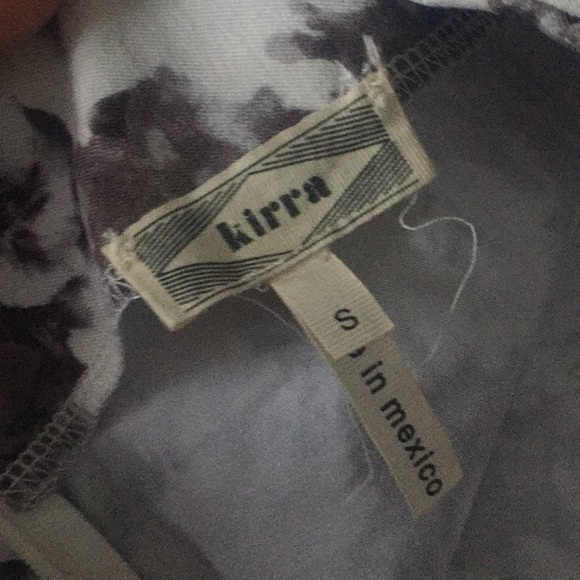 kirra
S
in mexico